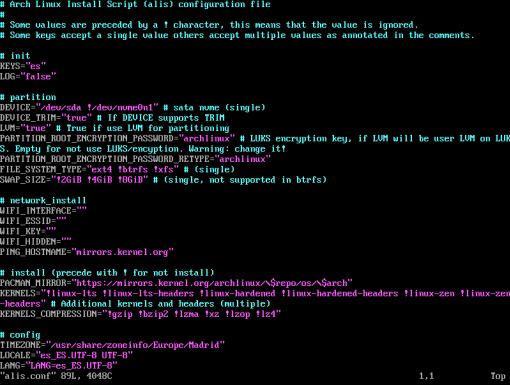 # Arch Linux Install Script (alis) configuration file
#
# Some values are preceded by a ! character, this means that the value is ignored.
# Some keys accept a single value others accept multiple values as annotated in the comments.
# init
KEYS="es"
LOG="false"
# partition
DEVICE="/dev/sda !/dev/nvme0n1" # sata nvme (single)
DEVICE_TRIM="true" # If DEVICE supports TRIM
LVM="true" # True if use LVM for partitioning
PARTITION_ROOT_ENCRYPTION_PASSWORD="archlinux" # LUKS encryption key, if LVM will be user LVM on LUK
S. Empty for not use LUKS/encyption. Warning: change it!
PARTITION_ROOT_ENCRYPTION_PASSWORD_RETYPE="archlinux"
FILE_SYSTEM_TYPE="ext4 !btrfs !xfs" # (single)
SWAP_SIZE="!2GiB !4GiB !8GiB" # (single, not supported in btrfs)
# network_install
WIFI_INTERFACE=""
WIFI_ESSID=""
WIFI_KEY=""
WIFI_HIDDEN=""
PING_HOSTNAME="mirrors.kernel.org"
# install (precede with ! for not install)
PACMAN_MIRROR="https://mirrors.kernel.org/archlinux/\$repo/os/\$arch"
KERNELS="!linux-lts !linux-lts-headers !linux-hardened !linux-hardened-headers !linux-zen !linux-zen
-headers" # Additional kernels and headers (multiple)
KERNELS_COMPRESSION="!gzip !bzip2 !lzma !xz !lzop !lz4"
# config
TIMEZONE="/usr/share/zoneinfo/Europe/Madrid"
LOCALE="es_ES.UTF-8 UTF-8"
LANG="LANG=es_ES.UTF-8"
"alis.conf" 89L, 4048C 1,1 Top